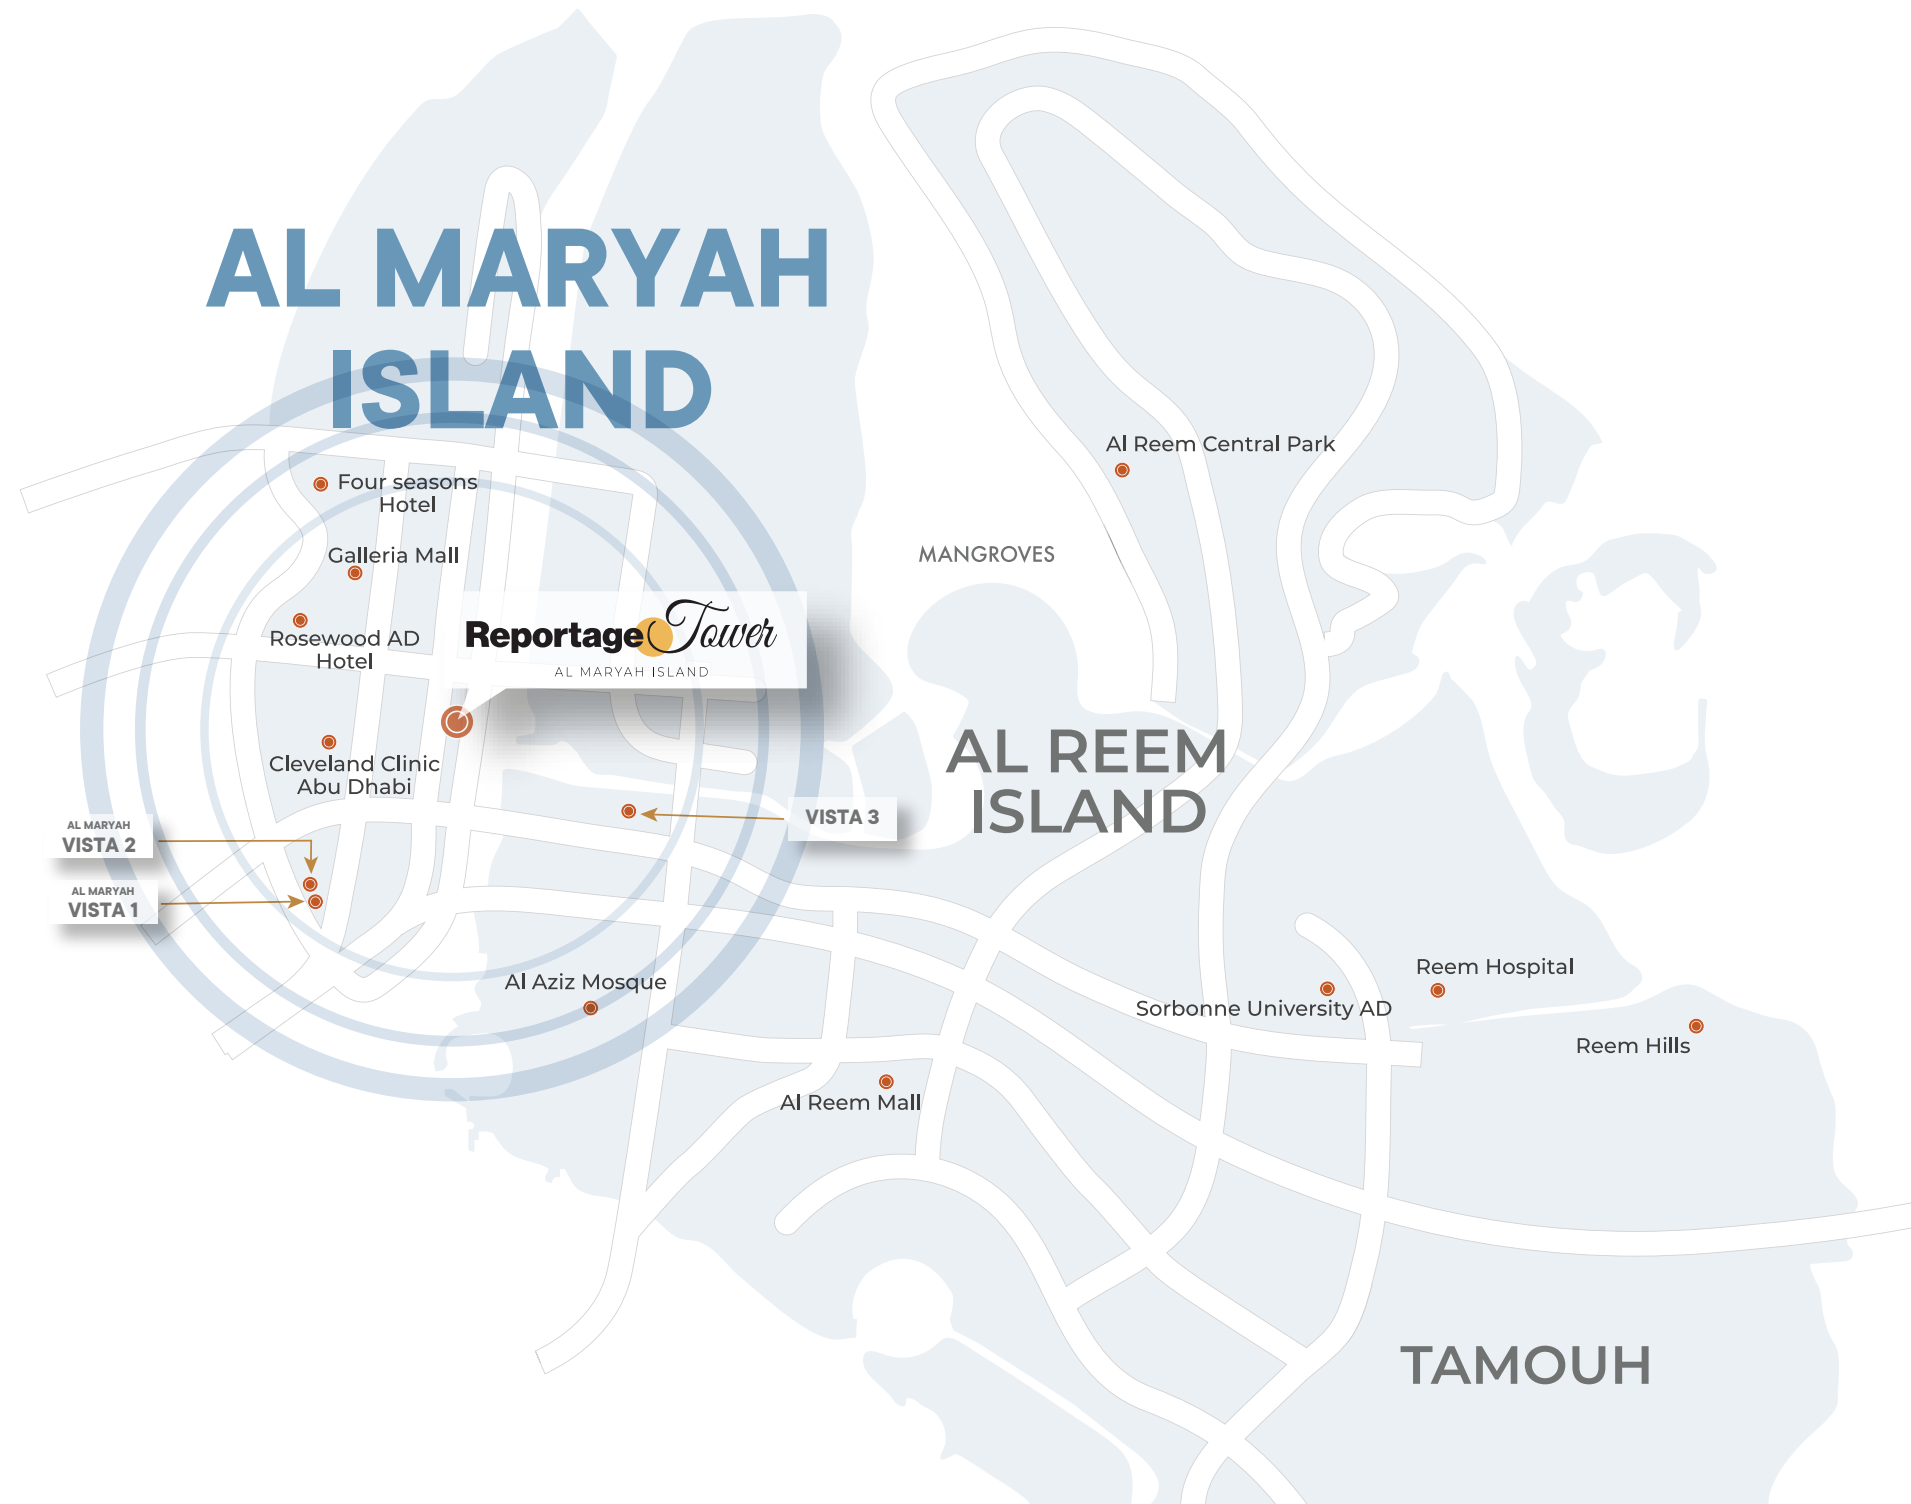 AL MARYAH
ISLAND
Al Reem Central Park
Four seasons
Hotel
Galleria Mall
MANGROVES
Rosewood AD
Hotel
Reportage Tower
AL MARYAH ISLAND
AL REEM
ISLAND
Cleveland Clinic
Abu Dhabi
VISTA 3
AL MARYAH
VISTA 2
AL MARYAH
VISTA 1
Al Aziz Mosque
Reem Hospital
Sorbonne University AD
Reem Hills
Al Reem Mall
TAMOUH